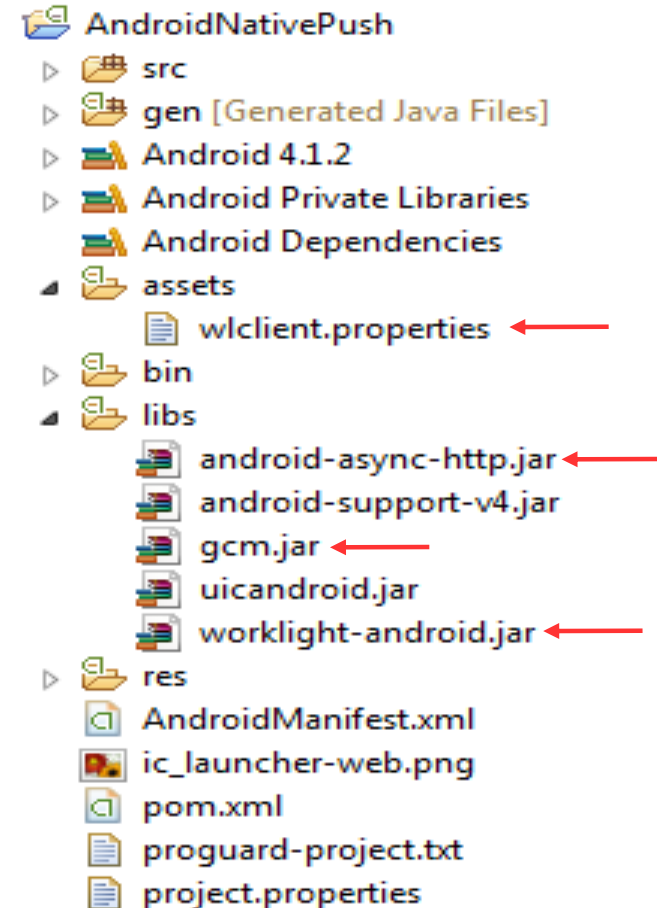 AndroidNativePush
src
gen [Generated Java Files]
Android 4.1.2
Android Private Libraries
Android Dependencies
assets
wlclient.properties
bin
libs
android-async-http.jar
android-support-v4.jar
gcm.jar
uicandroid.jar
worklight-android.jar
res
AndroidManifest.xml
ic_launcher-web.png
pom.xml
proguard-project.txt
project.properties